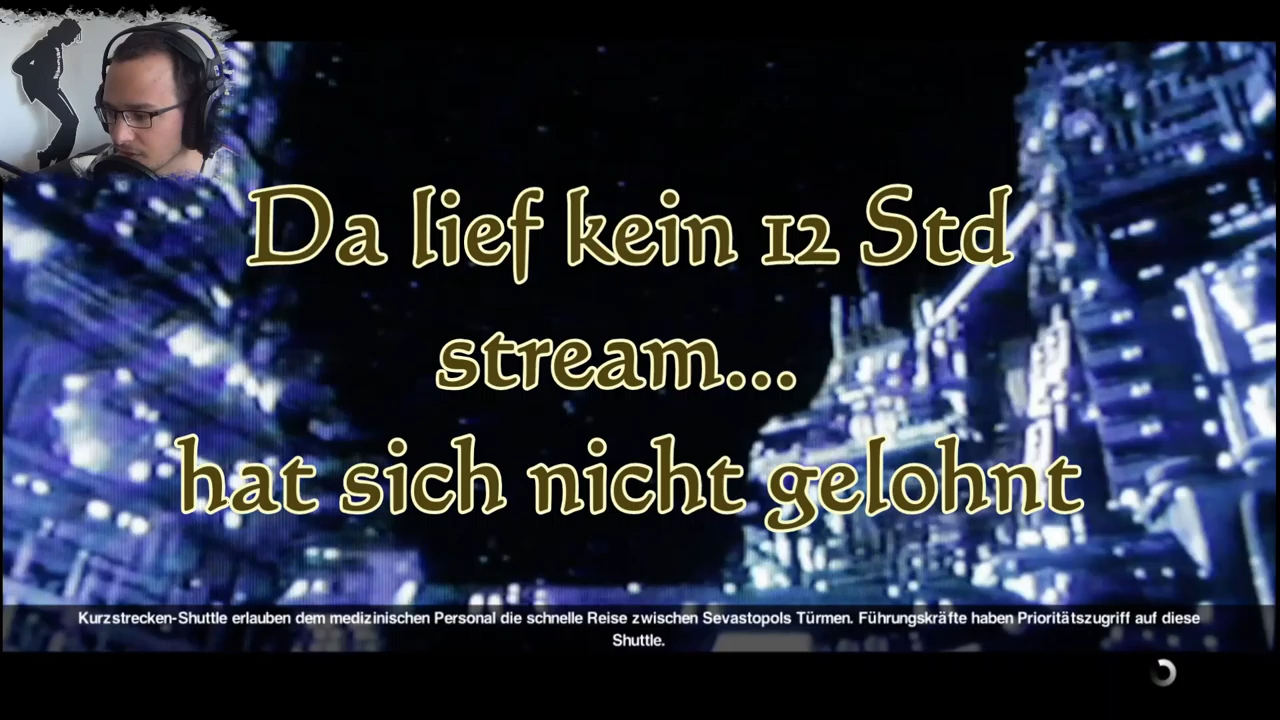 Da lief kein 12 Std
stream...
hat sich nicht gelohnt
Kurzstrecken-Shuttle erlauben dem medizinischen Personal die schnelle Reise zwischen Sevastopols Türmen. Führungskräfte haben Prioritätszugriff auf diese
Shuttle.